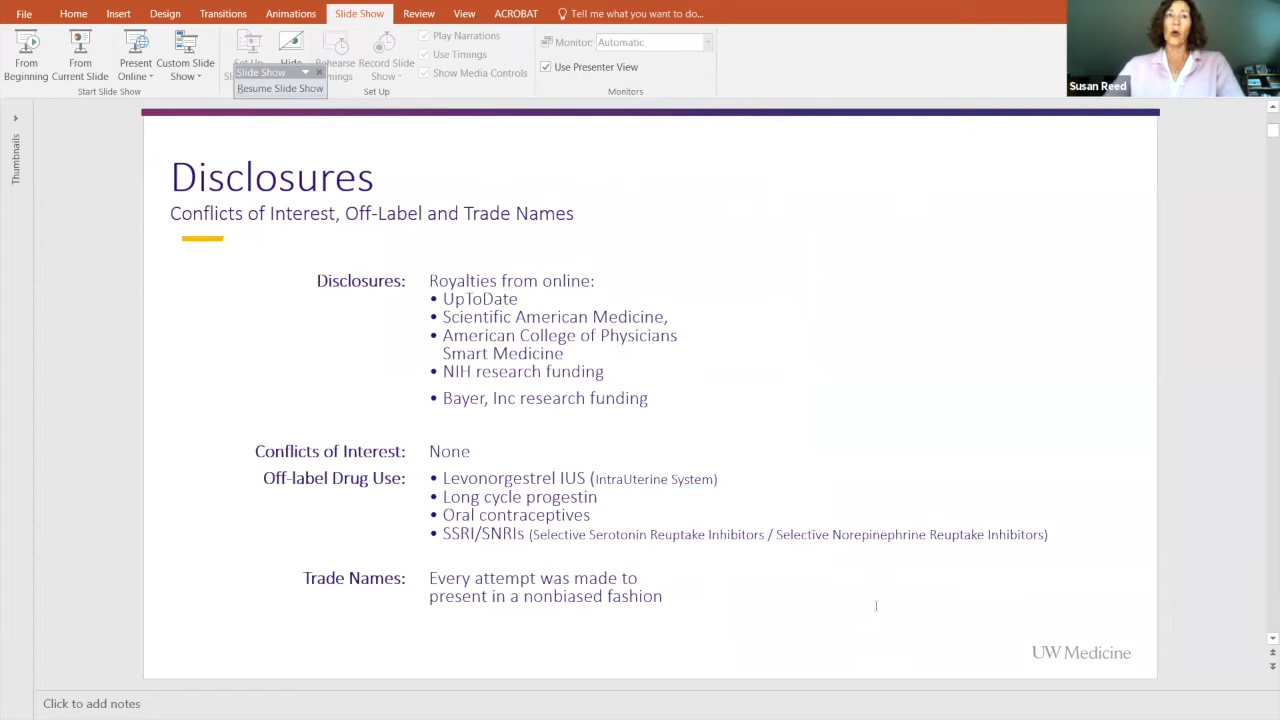 File Home Insert Design Transitions Animations Slide Show Review View ACROBAT Tell me what you want to do...
From Beginning
From Current Slide
Present Online
Custom Slide Show
Start Slide Show
Hide
Record Slide Show
Set Up
Slide Show
Resume Slide Show
Play Narrations
Use Timings
Show Media Controls
Monitor: Automatic
Use Presenter View
Monitors
Susan Reed
Thumbnails
Disclosures
Conflicts of Interest, Off-Label and Trade Names
Disclosures: Royalties from online:
• UpToDate
• Scientific American Medicine,
• American College of Physicians
Smart Medicine
• NIH research funding
• Bayer, Inc research funding
Conflicts of Interest: None
Off-label Drug Use: • Levonorgestrel IUS (IntraUterine System)
• Long cycle progestin
• Oral contraceptives
• SSRI/SNRIs (Selective Serotonin Reuptake Inhibitors / Selective Norepinephrine Reuptake Inhibitors)
Trade Names: Every attempt was made to
present in a nonbiased fashion
UW Medicine
Click to add notes